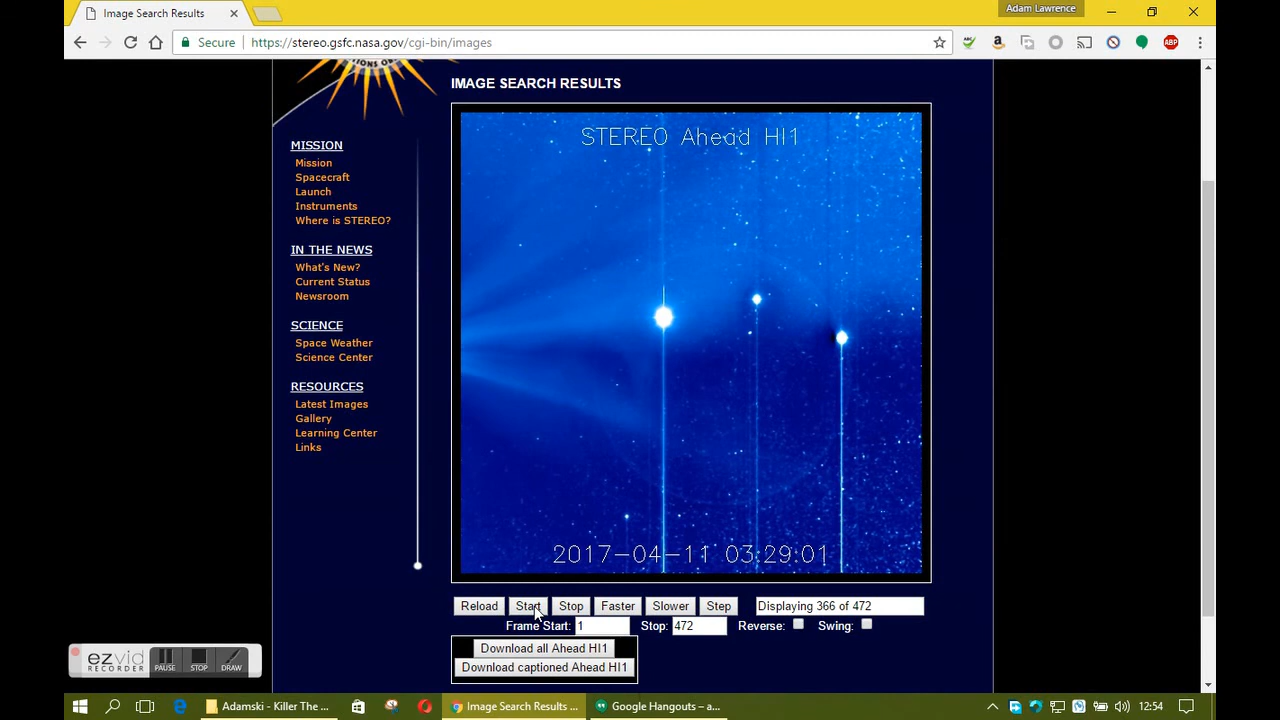 Image Search Results
Adam Lawrence
Secure
https://stereo.gsfc.nasa.gov/cgi-bin/images
ABP
IMAGE SEARCH RESULTS
MISSION
Mission
Spacecraft
Launch
Instruments
Where is STEREO?
IN THE NEWS
What's New?
Current Status
Newsroom
SCIENCE
Space Weather
Science Center
RESOURCES
Latest Images
Gallery
Learning Center
Links
STEREO Ahead HI1
2017-04-11 03:29:01
Reload Start Stop Faster Slower Step Displaying 366 of 472
Frame Start: 1 Stop: 472 Reverse: Swing:
Download all Ahead HI1
Download captioned Ahead HI1
ezvid
RECORDER
PAUSE STOP DRAW
Adamski - Killer The ... Image Search Results ... Google Hangouts – a... 12:54